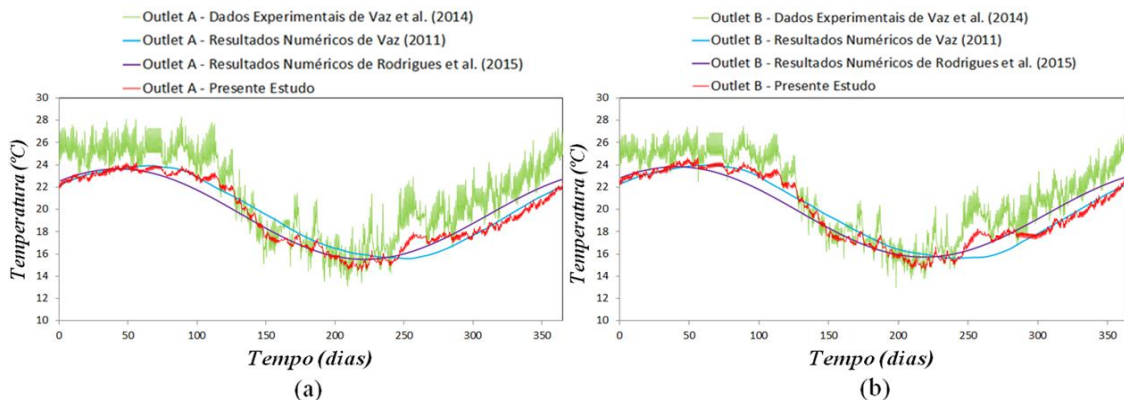 Outlet A - Dados Experimentais de Vaz et al. (2014)
Outlet A - Resultados Numéricos de Vaz (2011)
Outlet A - Resultados Numéricos de Rodrigues et al. (2015)
Outlet A - Presente Estudo
30
28
26
24
22
20
18
16
14
12
10
Temperatura (ºC)
0 50 100 150 200 250 300 350
Tempo (dias)
(a)
Outlet B - Dados Experimentais de Vaz et al. (2014)
Outlet B - Resultados Numéricos de Vaz (2011)
Outlet B - Resultados Numéricos de Rodrigues et al. (2015)
Outlet B - Presente Estudo
30
28
26
24
22
20
18
16
14
12
10
Temperatura (ºC)
0 50 100 150 200 250 300 350
Tempo (dias)
(b)